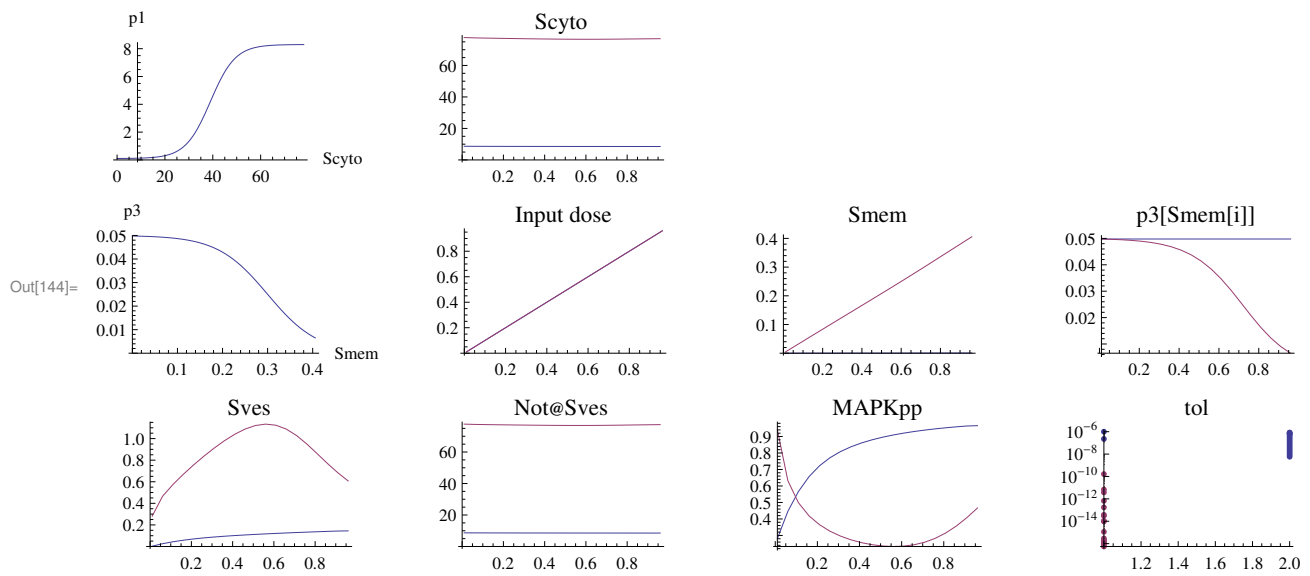 p1
8
6
4
2
0 20 40 60
Scyto
Scyto
60
40
20
0.2 0.4 0.6 0.8
Out[144]=
p3
0.05
0.04
0.03
0.02
0.01
0.1 0.2 0.3 0.4
Smem
Input dose
0.8
0.6
0.4
0.2
0.2 0.4 0.6 0.8
Smem
0.4
0.3
0.2
0.1
0.2 0.4 0.6 0.8
p3[Smem[i]]
0.05
0.04
0.03
0.02
0.2 0.4 0.6 0.8
Sves
1.0
0.8
0.6
0.4
0.2
0.2 0.4 0.6 0.8
Not@Sves
60
40
20
0.2 0.4 0.6 0.8
MAPKpp
0.9
0.8
0.7
0.6
0.5
0.4
0.2 0.4 0.6 0.8
tol
10⁻⁶
10⁻⁸
10⁻¹⁰
10⁻¹²
10⁻¹⁴
1.2 1.4 1.6 1.8 2.0